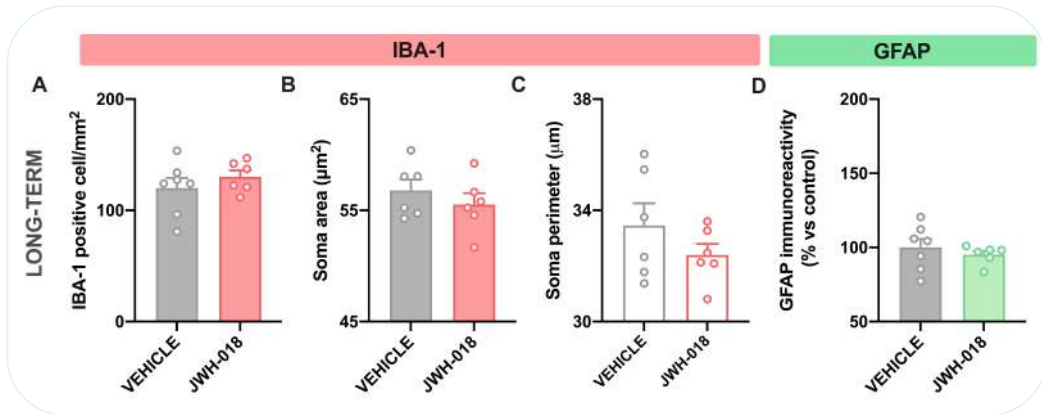 IBA-1
GFAP
LONG-TERM
A
IBA-1 positive cell/mm²
200
100
0
VEHICLE
JWH-018
B
Soma area (μm²)
65
55
45
VEHICLE
JWH-018
C
Soma perimeter (μm)
38
36
34
32
30
VEHICLE
JWH-018
D
GFAP immunoreactivity
(% vs control)
200
150
100
50
VEHICLE
JWH-018